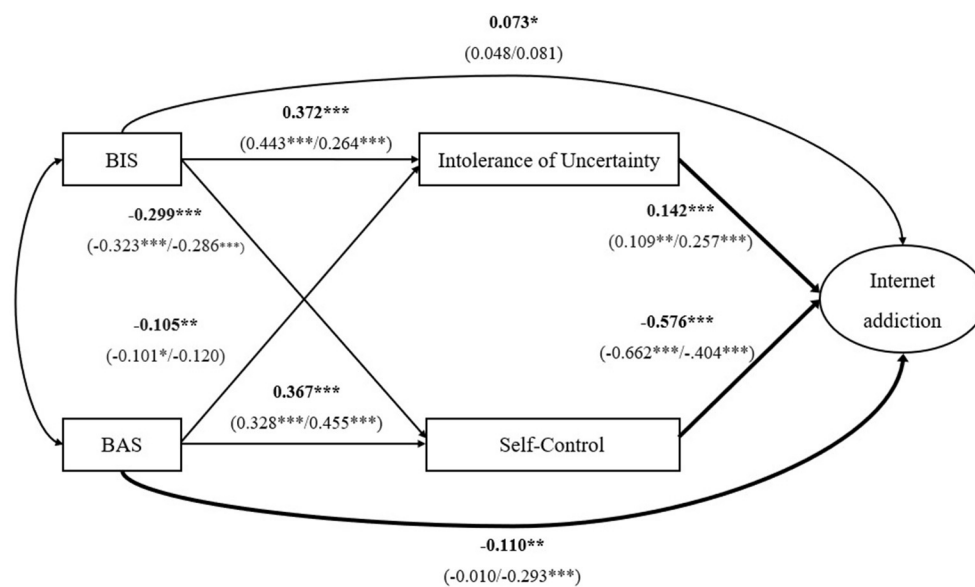 0.073*
(0.048/0.081)
0.372***
(0.443***/0.264***)
BIS
Intolerance of Uncertainty
-0.299***
(-0.323***/-0.286***)
0.142***
(0.109**/0.257***)
Internet
addiction
-0.105**
(-0.101*/-0.120)
-0.576***
(-0.662***/-.404***)
0.367***
(0.328***/0.455***)
BAS
Self-Control
-0.110**
(-0.010/-0.293***)